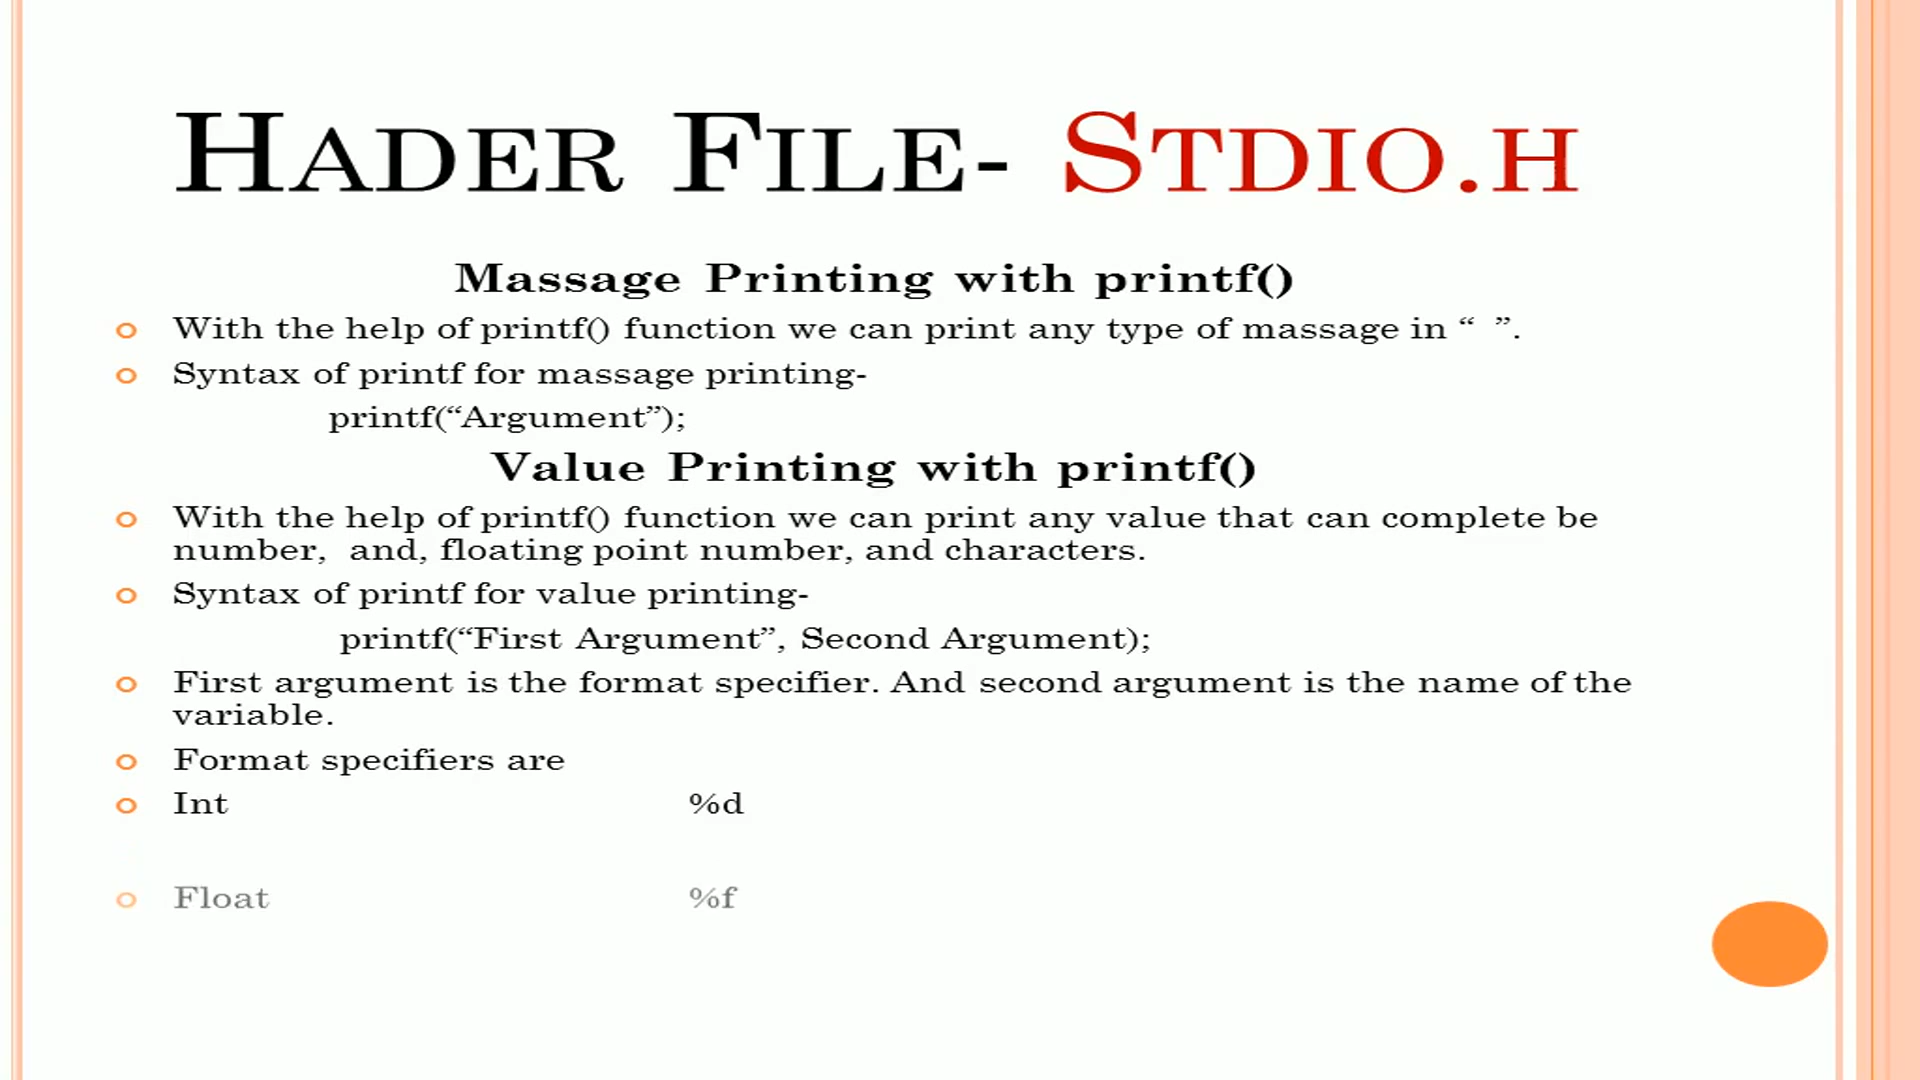 HADER FILE- STDIO.H
Massage Printing with printf()
With the help of printf() function we can print any type of massage in “  ”.
Syntax of printf for massage printing-
printf(“Argument”);
Value Printing with printf()
With the help of printf() function we can print any value that can complete be
number,  and, floating point number, and characters.
Syntax of printf for value printing-
printf(“First Argument”, Second Argument);
First argument is the format specifier. And second argument is the name of the
variable.
Format specifiers are
Int %d
Float %f